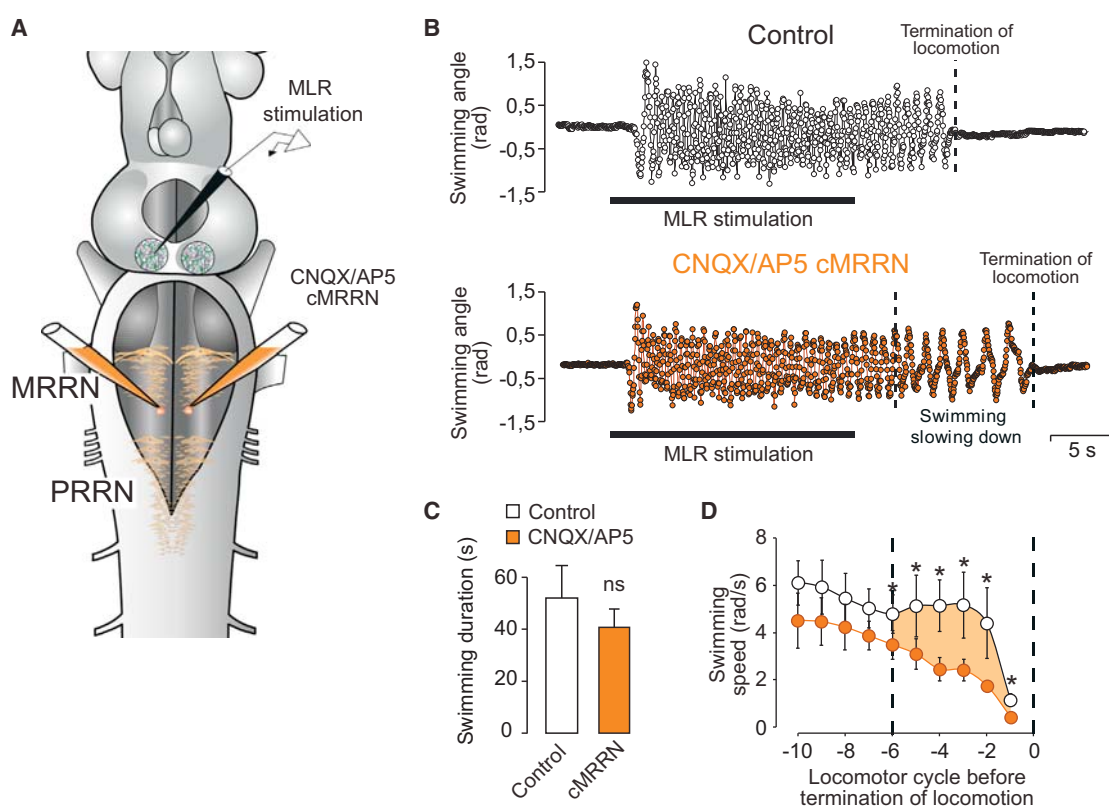 A
MLR
stimulation
CNQX/AP5
cMRRN
MRRN
PRRN
B
Control
Termination of
locomotion
Swimming angle
(rad)
1,5
0,5
-0,5
-1,5
MLR stimulation
CNQX/AP5 cMRRN
Termination of
locomotion
Swimming angle
(rad)
1,5
0,5
-0,5
-1,5
MLR stimulation
Swimming
slowing down
5 s
C
Control
CNQX/AP5
Swimming duration (s)
60
40
20
0
ns
Control
cMRRN
D
Swimming
speed (rad/s)
8
6
4
2
0
* * * * * *
-10 -8 -6 -4 -2 0
Locomotor cycle before
termination of locomotion